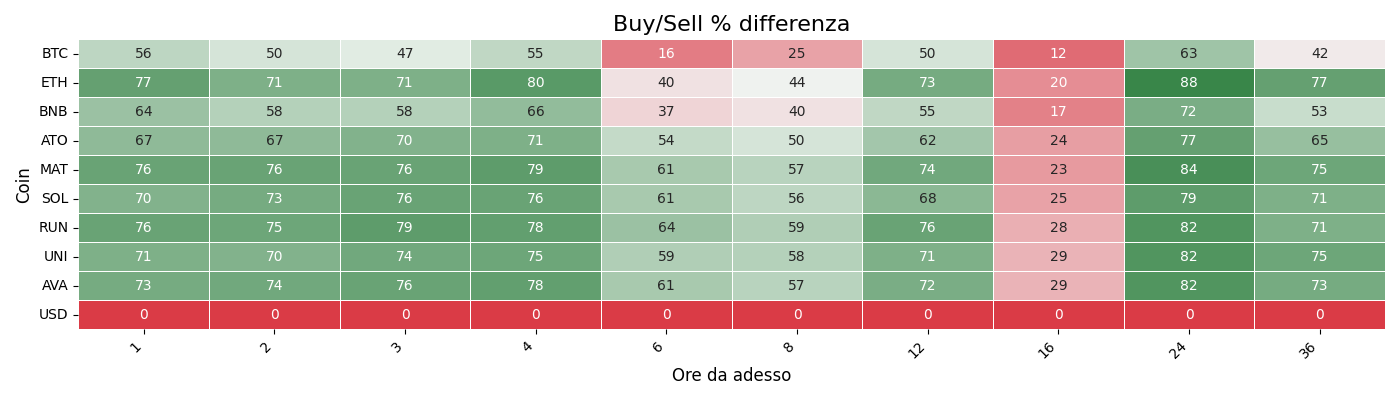 Buy/Sell % differenza
BTC 56 50 47 55 16 25 50 12 63 42
ETH 77 71 71 80 40 44 73 20 88 77
BNB 64 58 58 66 37 40 55 17 72 53
ATO 67 67 70 71 54 50 62 24 77 65
MAT 76 76 76 79 61 57 74 23 84 75
SOL 70 73 76 76 61 56 68 25 79 71
RUN 76 75 79 78 64 59 76 28 82 71
UNI 71 70 74 75 59 58 71 29 82 75
AVA 73 74 76 78 61 57 72 29 82 73
USD 0 0 0 0 0 0 0 0 0 0
1 2 3 4 6 8 12 16 24 36
Ore da adesso
Coin